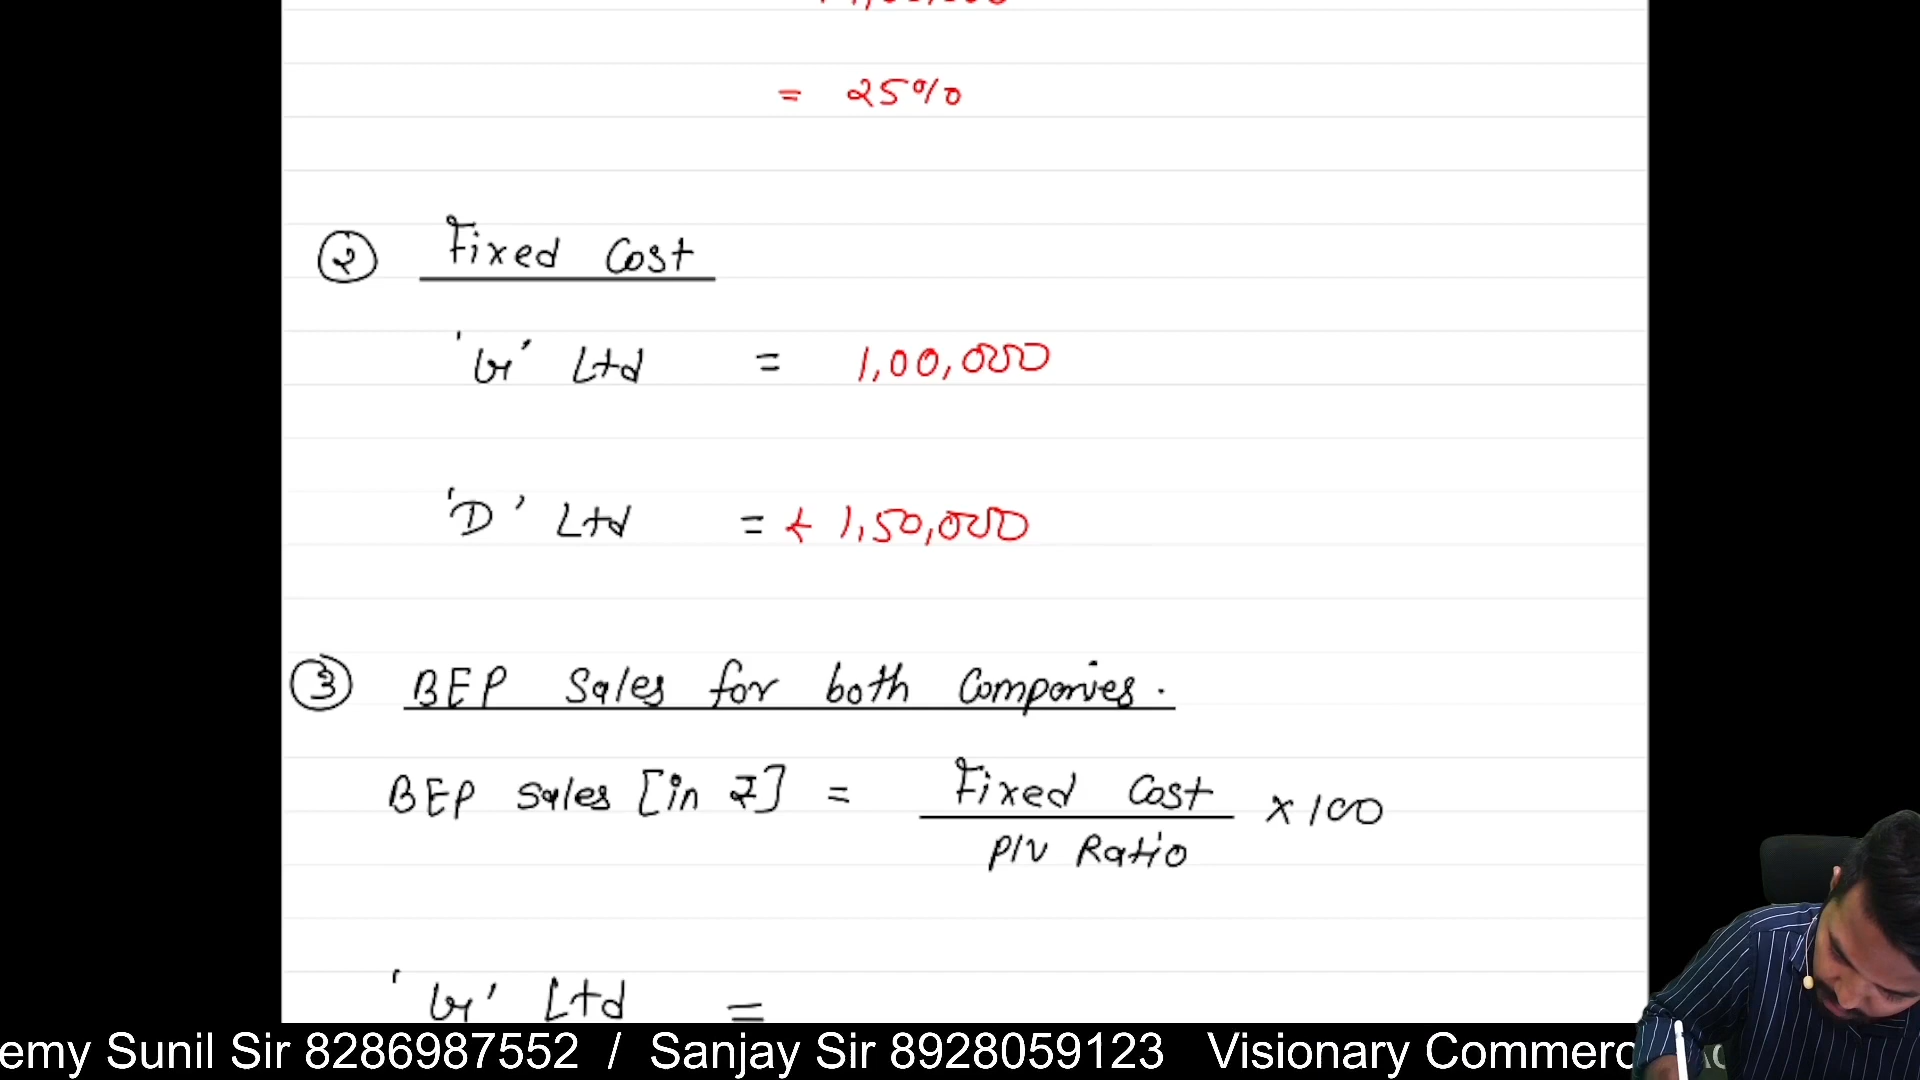 = 25%
② Fixed Cost
'G' Ltd = 1,00,000
'D' Ltd = ₹ 1,50,000
③ BEP Sales for both Companies.
BEP Sales [in ₹] = Fixed Cost × 100
P/V Ratio
'G' Ltd =
emy Sunil Sir 8286987552 / Sanjay Sir 8928059123 Visionary Commerc